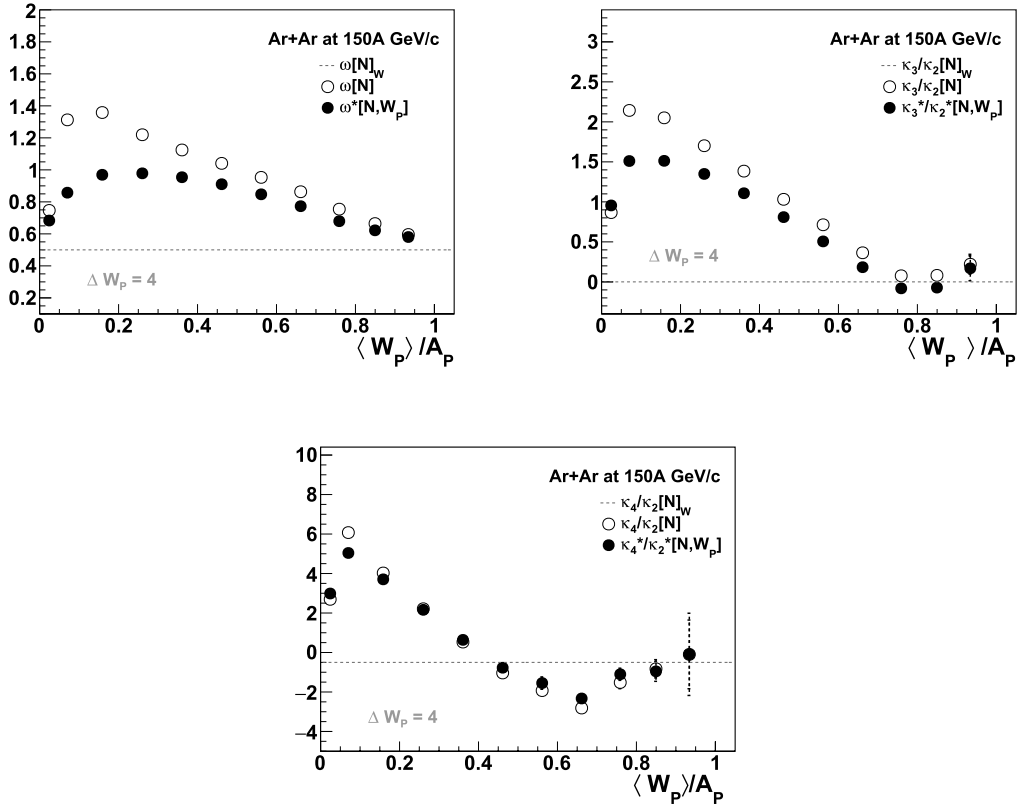 2
1.8
1.6
1.4
1.2
1
0.8
0.6
0.4
0.2
Ar+Ar at 150A GeV/c
ω[N]W
ω[N]
ω*[N,WP]
Δ WP = 4
0 0.2 0.4 0.6 0.8 1
⟨ WP ⟩ /AP
3
2.5
2
1.5
1
0.5
0
Ar+Ar at 150A GeV/c
κ3/κ2[N]W
κ3/κ2[N]
κ3*/κ2*[N,WP]
Δ WP = 4
0 0.2 0.4 0.6 0.8 1
⟨ WP ⟩ /AP
10
8
6
4
2
0
−2
−4
Ar+Ar at 150A GeV/c
κ4/κ2[N]W
κ4/κ2[N]
κ4*/κ2*[N,WP]
Δ WP = 4
0 0.2 0.4 0.6 0.8 1
⟨ WP ⟩/AP